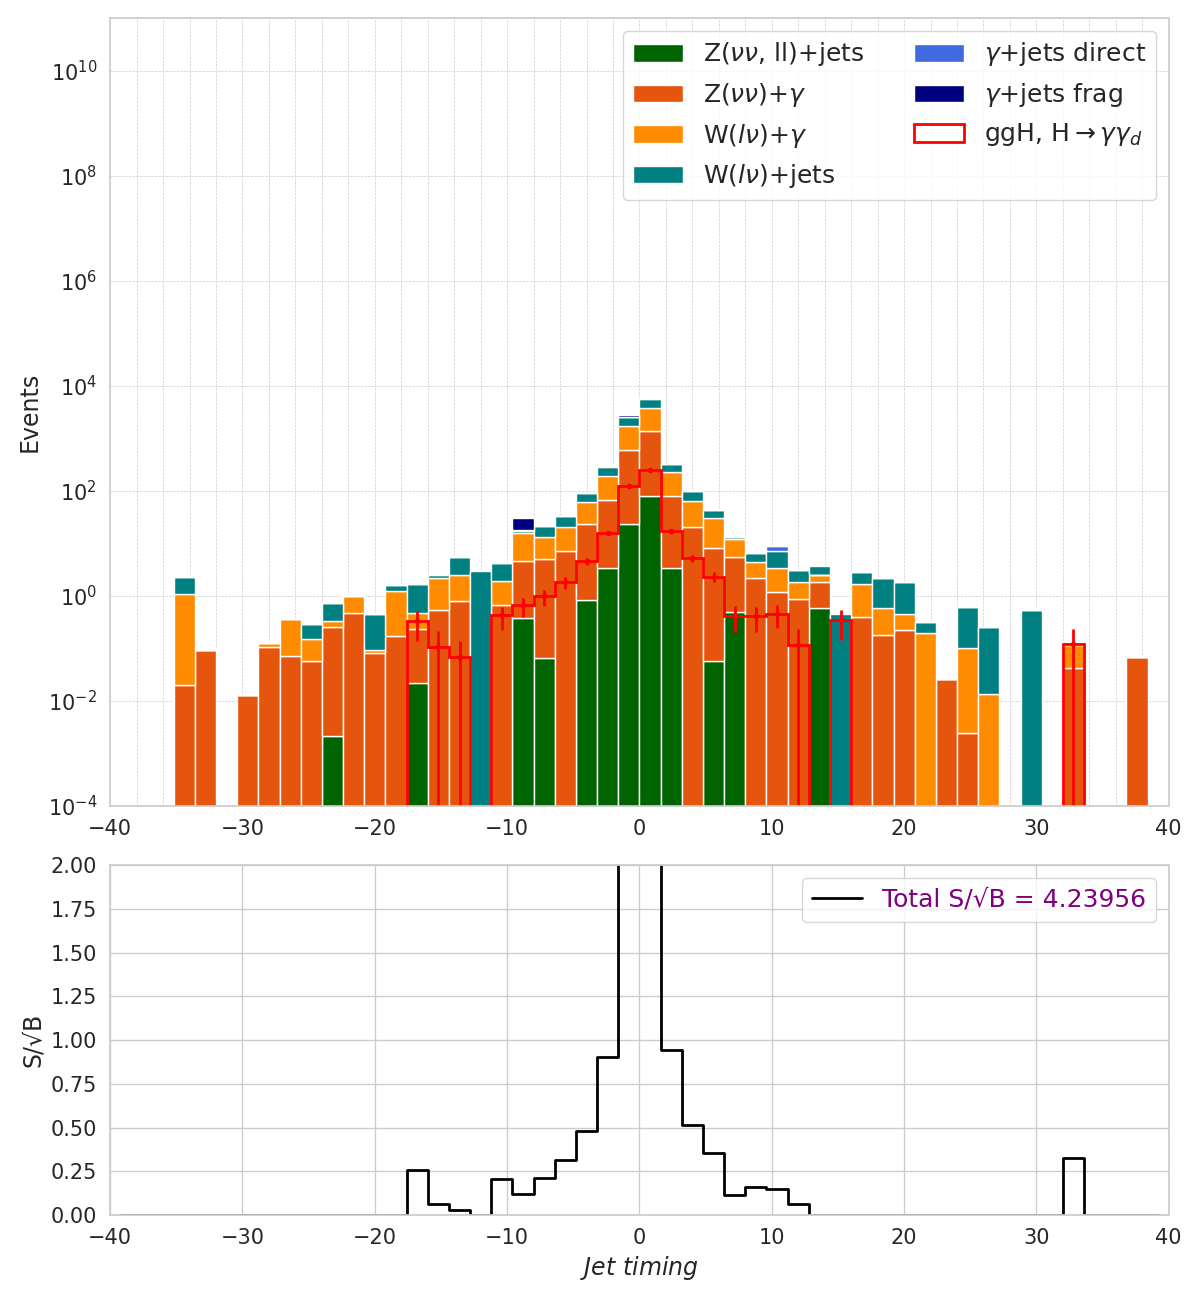 Z(νν, ll)+jets
Z(νν)+γ
W(lν)+γ
W(lν)+jets
γ+jets direct
γ+jets frag
ggH, H→γγ_d
Events
10^10
10^8
10^6
10^4
10^2
10^0
10^−2
10^−4
−40 −30 −20 −10 0 10 20 30 40
Total S/√B = 4.23956
S/√B
2.00
1.75
1.50
1.25
1.00
0.75
0.50
0.25
0.00
−40 −30 −20 −10 0 10 20 30 40
Jet timing